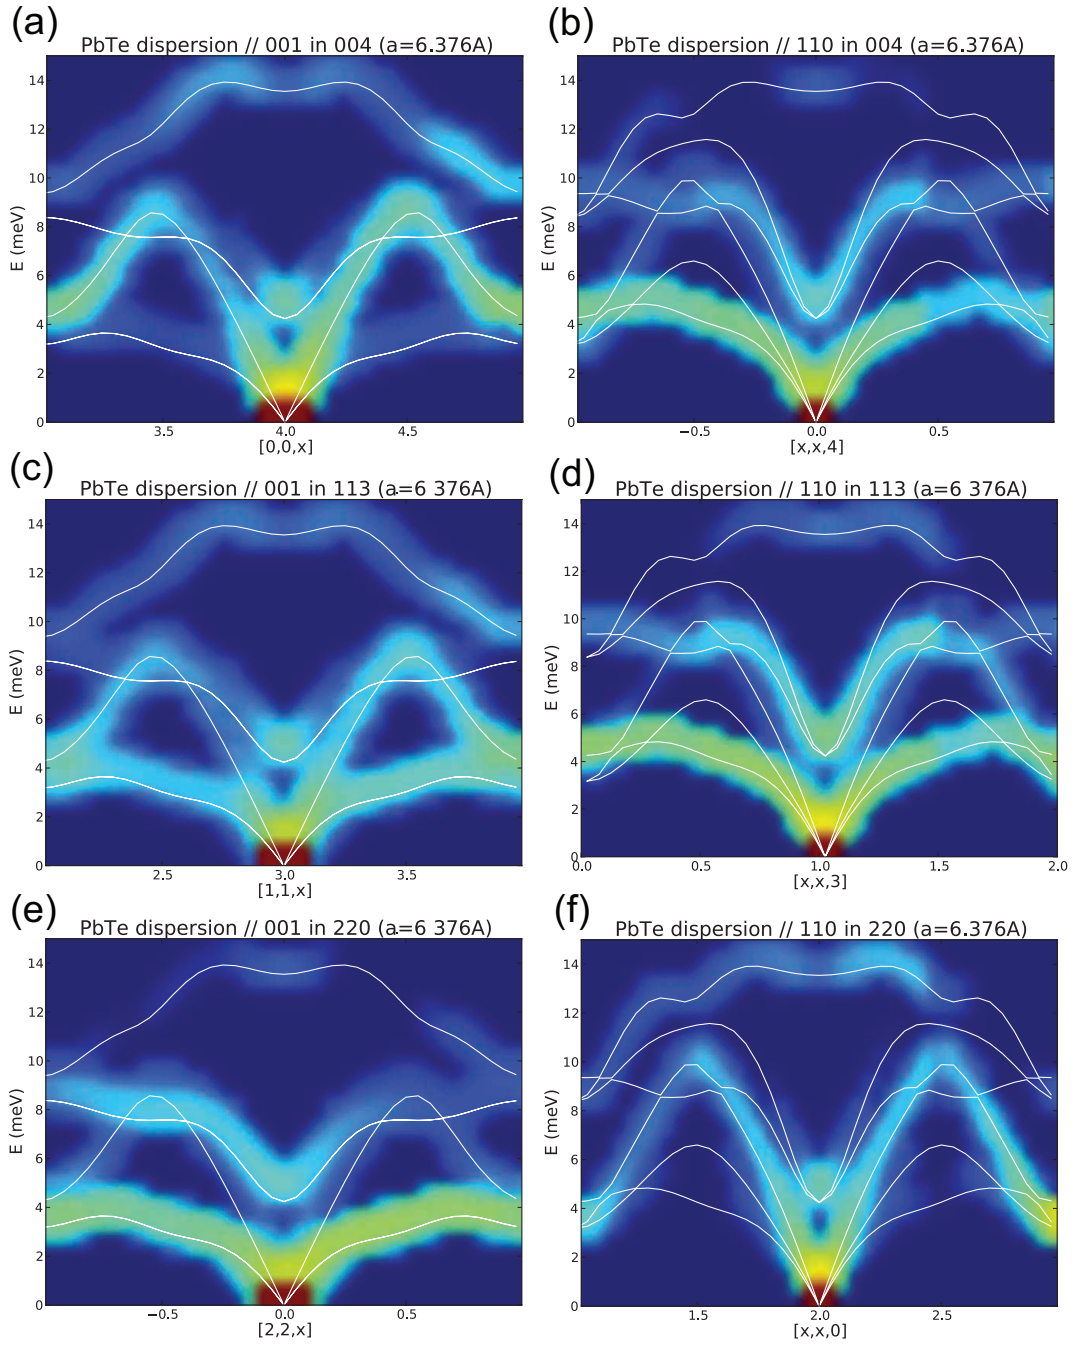 (a)
PbTe dispersion // 001 in 004 (a=6.376A)
E (meV)
14
12
10
8
6
4
2
0
3.5
4.0
4.5
[0,0,x]
(b)
PbTe dispersion // 110 in 004 (a=6.376A)
E (meV)
14
12
10
8
6
4
2
0
−0.5
0.0
0.5
[x,x,4]
(c)
PbTe dispersion // 001 in 113 (a=6 376A)
E (meV)
14
12
10
8
6
4
2
0
2.5
3.0
3.5
[1,1,x]
(d)
PbTe dispersion // 110 in 113 (a=6 376A)
E (meV)
14
12
10
8
6
4
2
0
0.0
0.5
1.0
1.5
2.0
[x,x,3]
(e)
PbTe dispersion // 001 in 220 (a=6 376A)
E (meV)
14
12
10
8
6
4
2
0
−0.5
0.0
0.5
[2,2,x]
(f)
PbTe dispersion // 110 in 220 (a=6.376A)
E (meV)
14
12
10
8
6
4
2
0
1.5
2.0
2.5
[x,x,0]